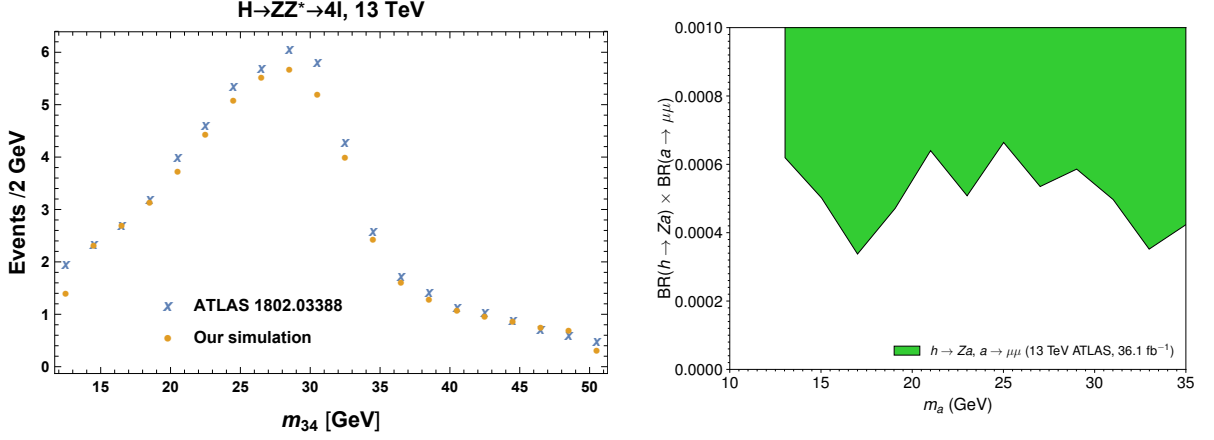 H→ZZ*→4l, 13 TeV
Events /2 GeV
6
5
4
3
2
1
0
x ATLAS 1802.03388
Our simulation
15 20 25 30 35 40 45 50
m34 [GeV]
BR(h → Za) × BR(a → μμ)
0.0010
0.0008
0.0006
0.0004
0.0002
0.0000
h → Za, a → μμ (13 TeV ATLAS, 36.1 fb⁻¹)
10 15 20 25 30 35
ma (GeV)